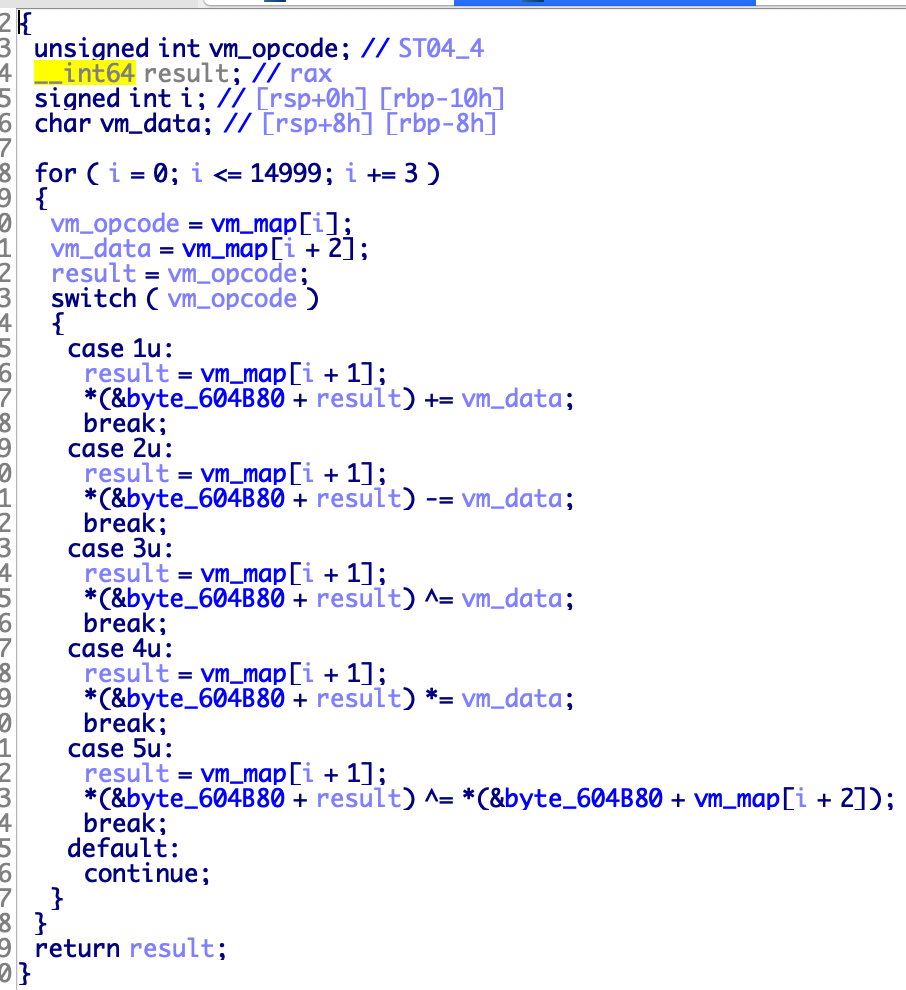 2 {
3 unsigned int vm_opcode; // ST04_4
4 __int64 result; // rax
5 signed int i; // [rsp+0h] [rbp-10h]
6 char vm_data; // [rsp+8h] [rbp-8h]
7
8 for ( i = 0; i <= 14999; i += 3 )
9 {
0 vm_opcode = vm_map[i];
1 vm_data = vm_map[i + 2];
2 result = vm_opcode;
3 switch ( vm_opcode )
4 {
5 case 1u:
6 result = vm_map[i + 1];
7 *(&byte_604B80 + result) += vm_data;
8 break;
9 case 2u:
0 result = vm_map[i + 1];
1 *(&byte_604B80 + result) -= vm_data;
2 break;
3 case 3u:
4 result = vm_map[i + 1];
5 *(&byte_604B80 + result) ^= vm_data;
6 break;
7 case 4u:
8 result = vm_map[i + 1];
9 *(&byte_604B80 + result) *= vm_data;
0 break;
1 case 5u:
2 result = vm_map[i + 1];
3 *(&byte_604B80 + result) ^= *(&byte_604B80 + vm_map[i + 2]);
4 break;
5 default:
6 continue;
7 }
8 }
9 return result;
0 }